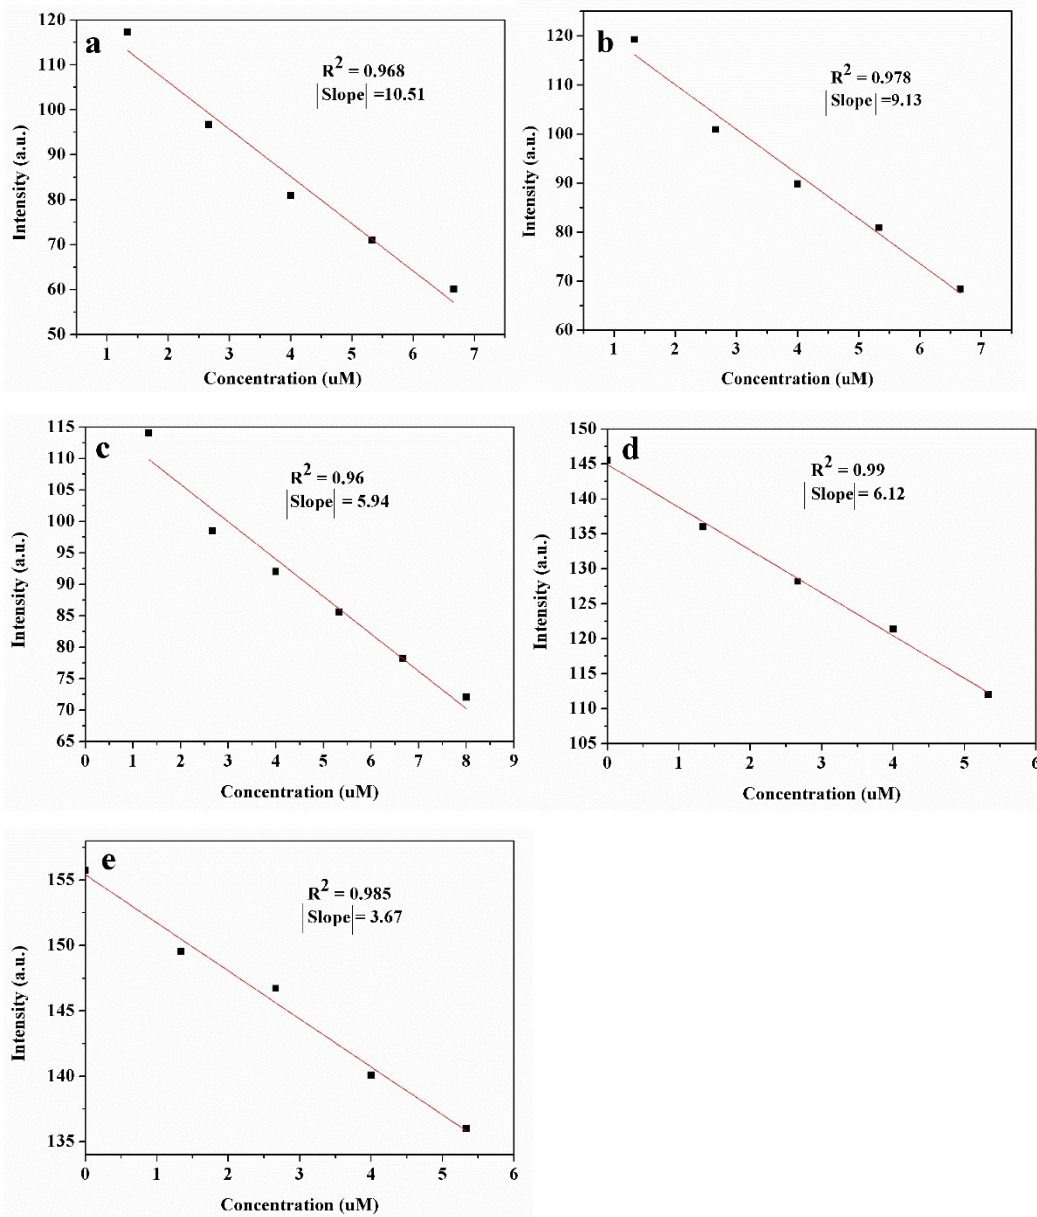 a
R2 = 0.968
|Slope| =10.51
120
110
100
90
80
70
60
50
Intensity (a.u.)
1 2 3 4 5 6 7
Concentration (uM)
b
R2 = 0.978
|Slope| =9.13
120
110
100
90
80
70
60
Intensity (a.u.)
1 2 3 4 5 6 7
Concentration (uM)
c
R2 = 0.96
|Slope| = 5.94
115
110
105
100
95
90
85
80
75
70
65
Intensity (a.u.)
0 1 2 3 4 5 6 7 8 9
Concentration (uM)
d
R2 = 0.99
|Slope| = 6.12
150
145
140
135
130
125
120
115
110
105
Intensity (a.u.)
0 1 2 3 4 5 6
Concentration (uM)
e
R2 = 0.985
|Slope| = 3.67
155
150
145
140
135
Intensity (a.u.)
0 1 2 3 4 5 6
Concentration (uM)